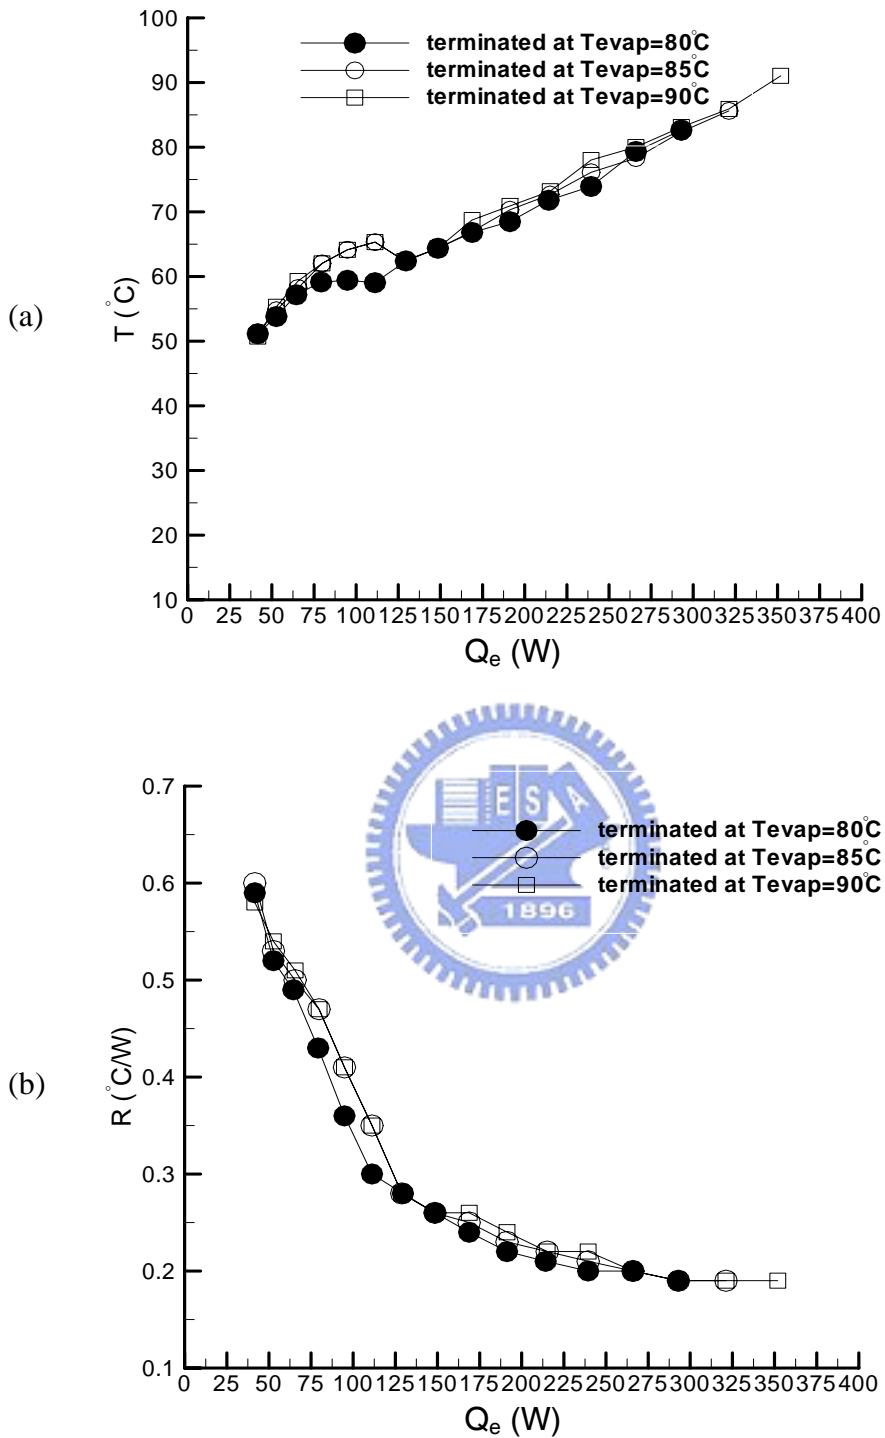 100
90
80
70
60
50
40
30
20
10
terminated at Tevap=80°C
terminated at Tevap=85°C
terminated at Tevap=90°C
(a)
T (°C)
0 25 50 75 100 125 150 175 200 225 250 275 300 325 350 375 400
Qe (W)
0.7
0.6
0.5
0.4
0.3
0.2
0.1
E S A
1896
terminated at Tevap=80°C
terminated at Tevap=85°C
terminated at Tevap=90°C
(b)
R (°C/W)
0 25 50 75 100 125 150 175 200 225 250 275 300 325 350 375 400
Qe (W)